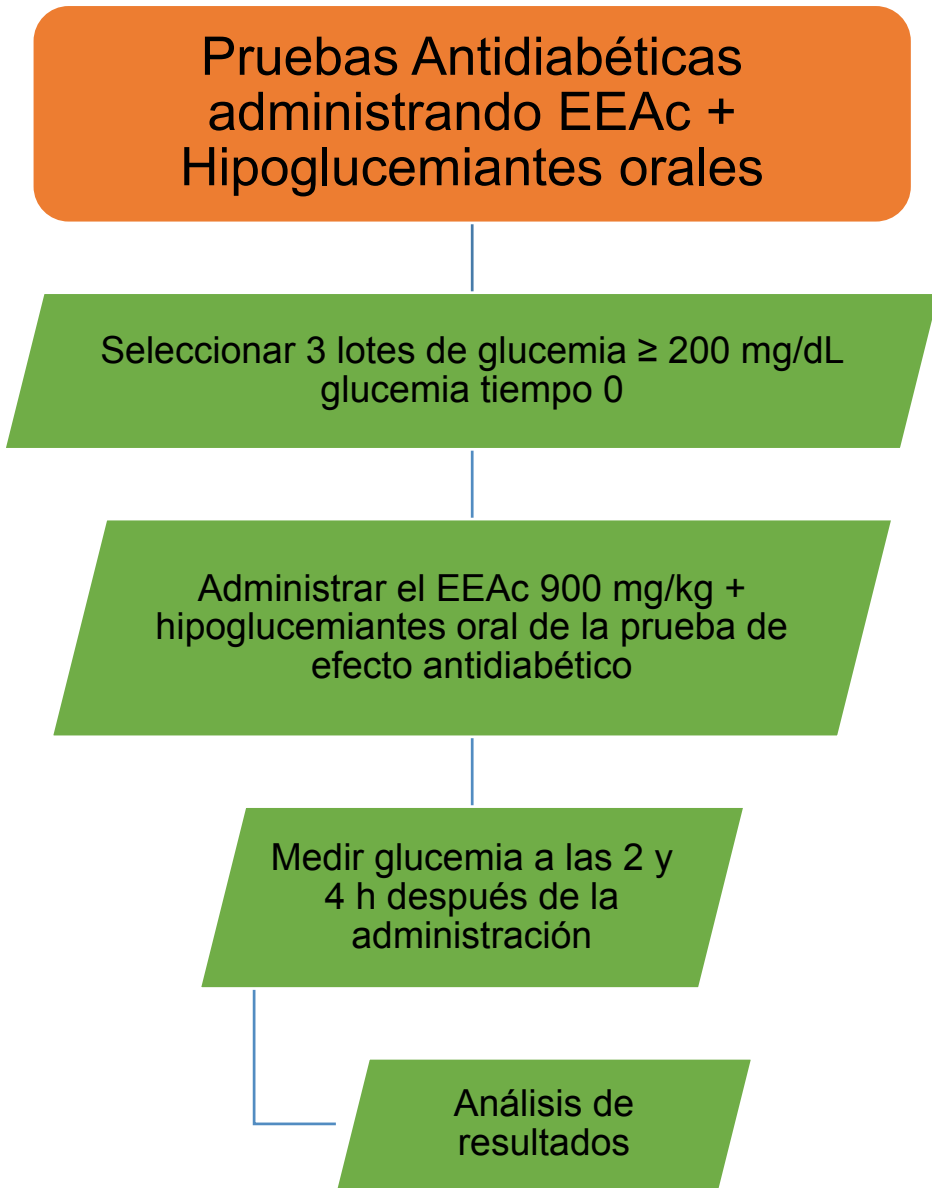 Pruebas Antidiabéticas
administrando EEAc +
Hipoglucemiantes orales
Seleccionar 3 lotes de glucemia ≥ 200 mg/dL
glucemia tiempo 0
Administrar el EEAc 900 mg/kg +
hipoglucemiantes oral de la prueba de
efecto antidiabético
Medir glucemia a las 2 y
4 h después de la
administración
Análisis de
resultados